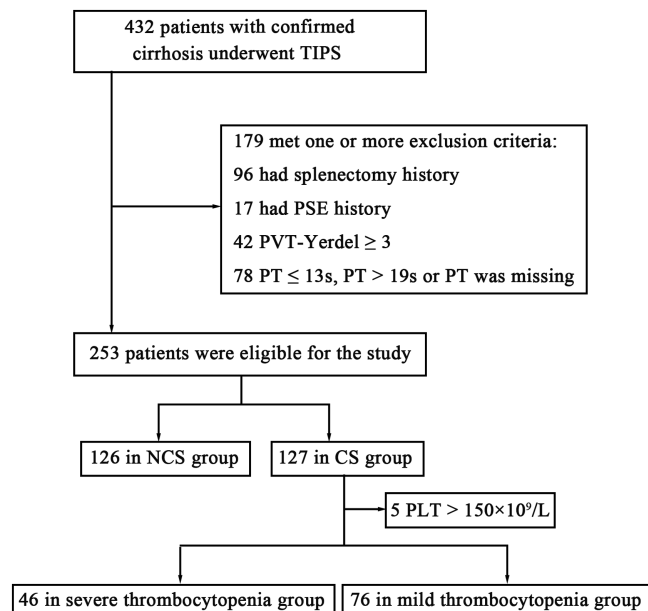 432 patients with confirmed
cirrhosis underwent TIPS
179 met one or more exclusion criteria:
96 had splenectomy history
17 had PSE history
42 PVT-Yerdel ≥ 3
78 PT ≤ 13s, PT > 19s or PT was missing
253 patients were eligible for the study
126 in NCS group
127 in CS group
5 PLT > 150×10⁹/L
46 in severe thrombocytopenia group
76 in mild thrombocytopenia group